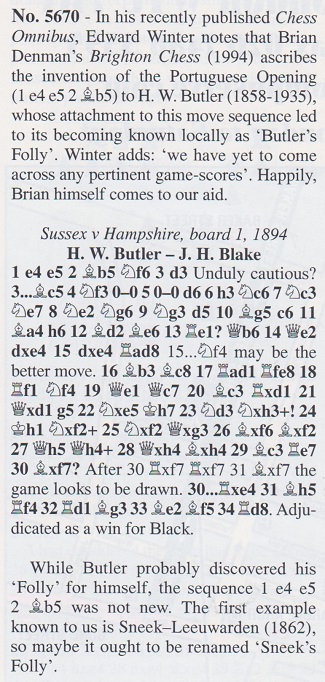 No. 5670 - In his recently published Chess
Omnibus, Edward Winter notes that Brian
Denman's Brighton Chess (1994) ascribes
the invention of the Portuguese Opening
(1 e4 e5 2 ♗b5) to H. W. Butler (1858-1935),
whose attachment to this move sequence led
to its becoming known locally as ‘Butler's
Folly’. Winter adds: ‘we have yet to come
across any pertinent game-scores’. Happily,
Brian himself comes to our aid.
Sussex v Hampshire, board 1, 1894
H. W. Butler – J. H. Blake
1 e4 e5 2 ♗b5 ♘f6 3 d3 Unduly cautious?
3...♗c5 4 ♘f3 0–0 5 0–0 d6 6 h3 ♘c6 7 ♘c3
♘e7 8 ♘e2 ♘g6 9 ♘g3 d5 10 ♗g5 c6 11
♗a4 h6 12 ♗d2 ♗e6 13 ♖e1? ♕b6 14 ♕e2
dxe4 15 dxe4 ♖ad8 15...♘f4 may be the
better move. 16 ♗b3 ♗c8 17 ♖ad1 ♖fe8 18
♖f1 ♘f4 19 ♕e1 ♕c7 20 ♗c3 ♖xd1 21
♕xd1 g5 22 ♘xe5 ♔h7 23 ♘d3 ♘xh3+! 24
♔h1 ♘xf2+ 25 ♘xf2 ♕xg3 26 ♗xf6 ♗xf2
27 ♕h5 ♕h4+ 28 ♕xh4 ♗xh4 29 ♗c3 ♖e7
30 ♗xf7? After 30 ♖xf7 ♖xf7 31 ♗xf7 the
game looks to be drawn. 30...♖xe4 31 ♗h5
♖f4 32 ♖d1 ♗g3 33 ♗e2 ♗f5 34 ♖d8. Adju-
dicated as a win for Black.
While Butler probably discovered his
‘Folly’ for himself, the sequence 1 e4 e5
2 ♗b5 was not new. The first example
known to us is Sneek–Leeuwarden (1862),
so maybe it ought to be renamed ‘Sneek's
Folly’.